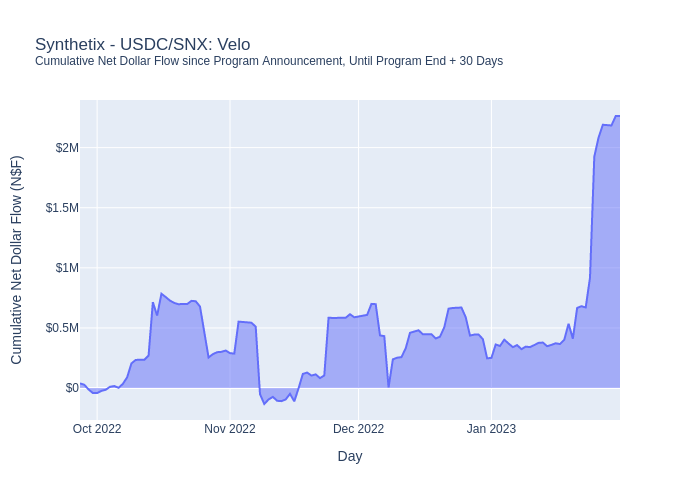 Synthetix - USDC/SNX: Velo
Cumulative Net Dollar Flow since Program Announcement, Until Program End + 30 Days
Cumulative Net Dollar Flow (N$F)
$2M
$1.5M
$1M
$0.5M
$0
Oct 2022
Nov 2022
Dec 2022
Jan 2023
Day